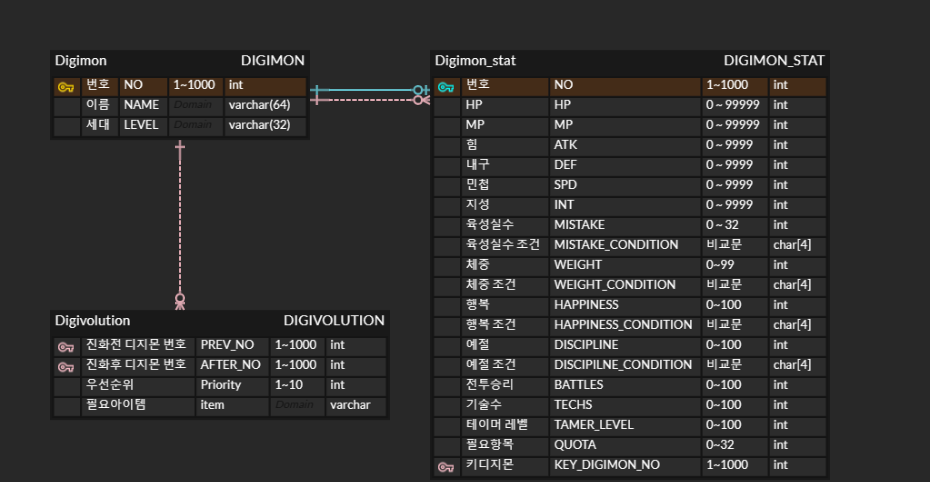 Digimon DIGIMON
번호 NO 1~1000 int
이름 NAME Domain varchar(64)
세대 LEVEL Domain varchar(32)
Digimon_stat DIGIMON_STAT
번호 NO 1~1000 int
HP HP 0 ~ 99999 int
MP MP 0 ~ 99999 int
힘 ATK 0 ~ 9999 int
내구 DEF 0 ~ 9999 int
민첩 SPD 0 ~ 9999 int
지성 INT 0 ~ 9999 int
육성실수 MISTAKE 0 ~ 32 int
육성실수 조건 MISTAKE_CONDITION 비교문 char[4]
체중 WEIGHT 0~99 int
체중 조건 WEIGHT_CONDITION 비교문 char[4]
행복 HAPPINESS 0~100 int
행복 조건 HAPPINESS_CONDITION 비교문 char[4]
예절 DISCIPLINE 0~100 int
예절 조건 DISCIPILNE_CONDITION 비교문 char[4]
전투승리 BATTLES 0~100 int
기술수 TECHS 0~100 int
테이머 레벨 TAMER_LEVEL 0~100 int
필요항목 QUOTA 0~32 int
키디지몬 KEY_DIGIMON_NO 1~1000 int
Digivolution DIGIVOLUTION
진화전 디지몬 번호 PREV_NO 1~1000 int
진화후 디지몬 번호 AFTER_NO 1~1000 int
우선순위 Priority 1~10 int
필요아이템 item Domain varchar